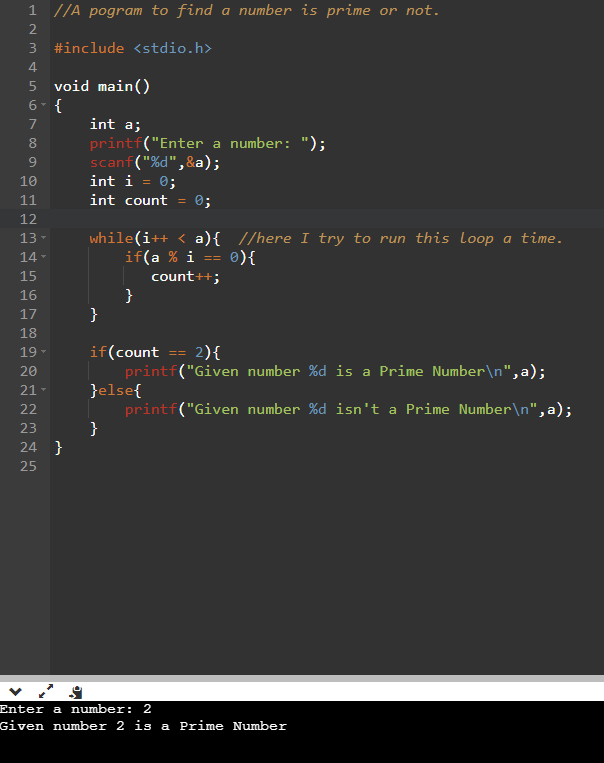 1 //A pogram to find a number is prime or not.
2
3 #include <stdio.h>
4
5 void main()
6 {
7     int a;
8     printf("Enter a number: ");
9     scanf("%d",&a);
10     int i = 0;
11     int count = 0;
12
13     while(i++ < a){  //here I try to run this loop a time.
14         if(a % i == 0){
15            count++;
16         }
17     }
18
19     if(count == 2){
20         printf("Given number %d is a Prime Number\n",a);
21     }else{
22         printf("Given number %d isn't a Prime Number\n",a);
23     }
24 }
25
Enter a number: 2
Given number 2 is a Prime Number